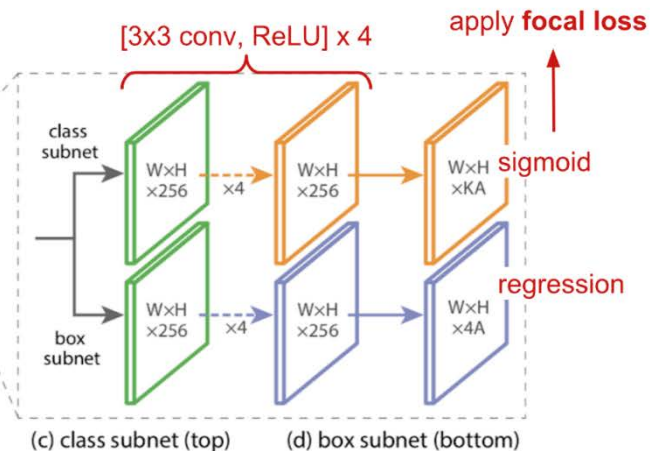 [3x3 conv, ReLU] x 4
apply focal loss
class
subnet
W×H
×256
×4
W×H
×256
W×H
×KA
sigmoid
W×H
×256
×4
W×H
×256
W×H
×4A
regression
box
subnet
(c) class subnet (top)
(d) box subnet (bottom)